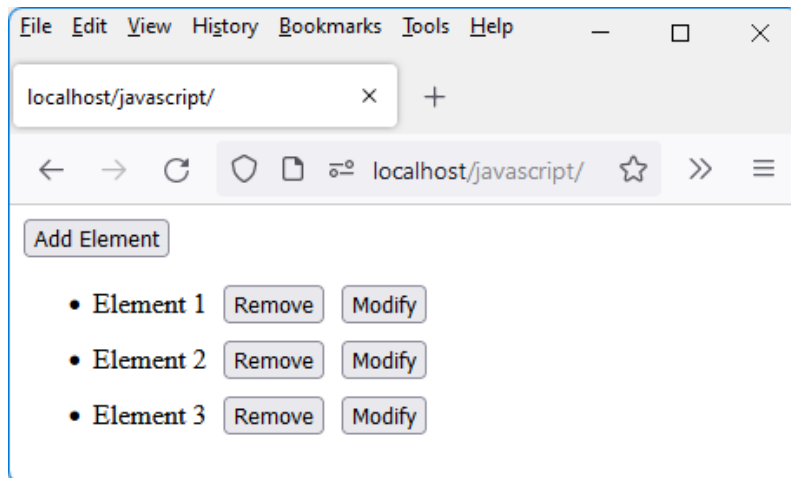 File Edit View History Bookmarks Tools Help
localhost/javascript/
localhost/javascript/
Add Element
• Element 1 Remove Modify
• Element 2 Remove Modify
• Element 3 Remove Modify